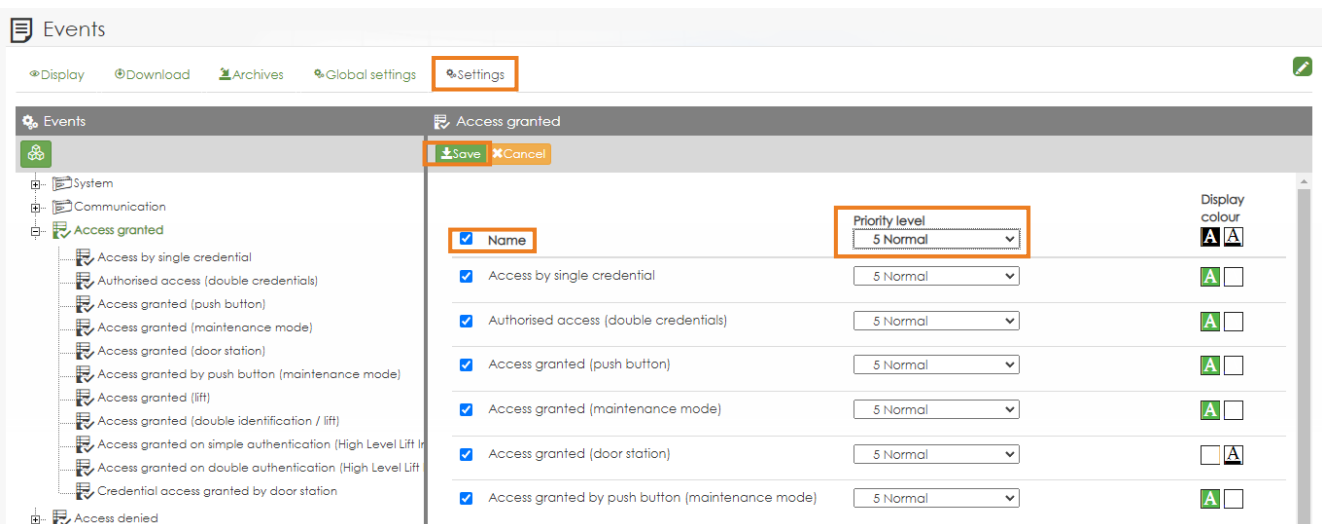 Events
Display Download Archives Global settings Settings
Events
Access granted
Save Cancel
System
Communication
Access granted
Access by single credential
Authorised access (double credentials)
Access granted (push button)
Access granted (maintenance mode)
Access granted (door station)
Access granted by push button (maintenance mode)
Access granted (lift)
Access granted (double identification / lift)
Access granted on simple authentication (High Level Lift
Access granted on double authentication (High Level Lift
Credential access granted by door station
Access denied
Display
colour
Priority level
Name 5 Normal A A
Access by single credential 5 Normal A
Authorised access (double credentials) 5 Normal A
Access granted (push button) 5 Normal A
Access granted (maintenance mode) 5 Normal A
Access granted (door station) 5 Normal A
Access granted by push button (maintenance mode) 5 Normal A